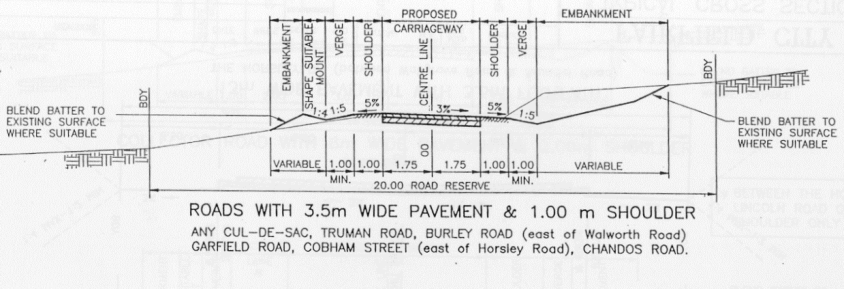 PROPOSED
EMBANKMENT
CARRIAGEWAY
EMBANKMENT
SHAPE SUITABLE
MOUNT
VERGE
SHOULDER
CENTRE LINE
SHOULDER
VERGE
BDY
BDY
1:4
1:5
5%
3%
5%
1:5
BLEND BATTER TO
EXISTING SURFACE
WHERE SUITABLE
BLEND BATTER TO
EXISTING SURFACE
WHERE SUITABLE
00
VARIABLE 1.00 1.00 1.75 1.75 1.00 1.00 VARIABLE
MIN. MIN.
20.00 ROAD RESERVE
ROADS WITH 3.5m WIDE PAVEMENT & 1.00 m SHOULDER
ANY CUL-DE-SAC, TRUMAN ROAD, BURLEY ROAD (east of Walworth Road)
GARFIELD ROAD, COBHAM STREET (east of Horsley Road), CHANDOS ROAD.